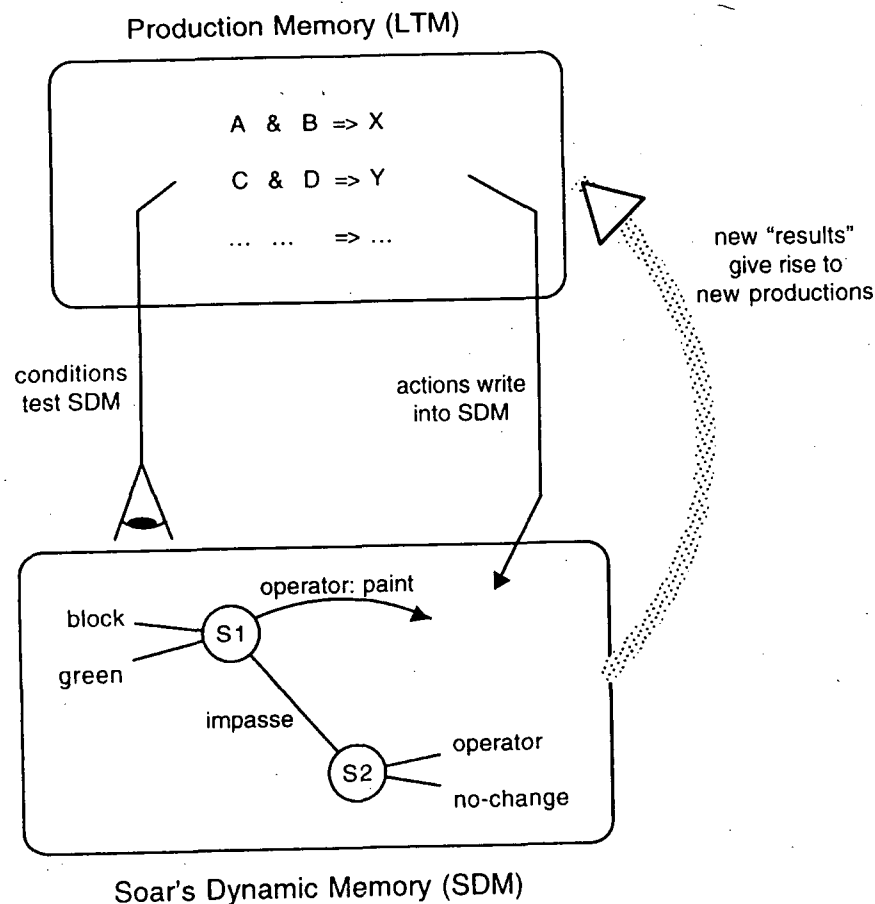 Production Memory (LTM)
A & B => X
C & D => Y
... ... => ...
new “results”
give rise to
new productions
conditions
test SDM
actions write
into SDM
operator: paint
block
S1
green
impasse
operator
S2
no-change
Soar's Dynamic Memory (SDM)